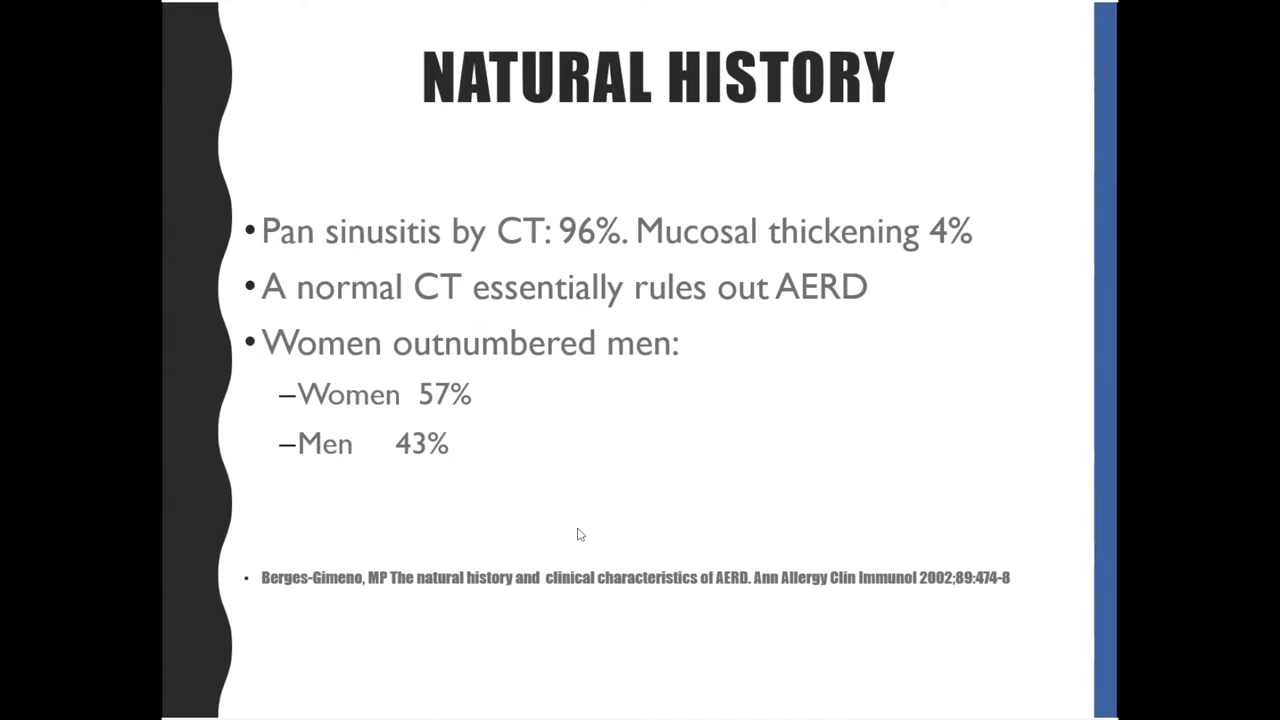 NATURAL HISTORY
•Pan sinusitis by CT: 96%. Mucosal thickening 4%
•A normal CT essentially rules out AERD
•Women outnumbered men:
–Women 57%
–Men 43%
• Berges-Gimeno, MP The natural history and clinical characteristics of AERD. Ann Allergy Clin Immunol 2002;89:474-8